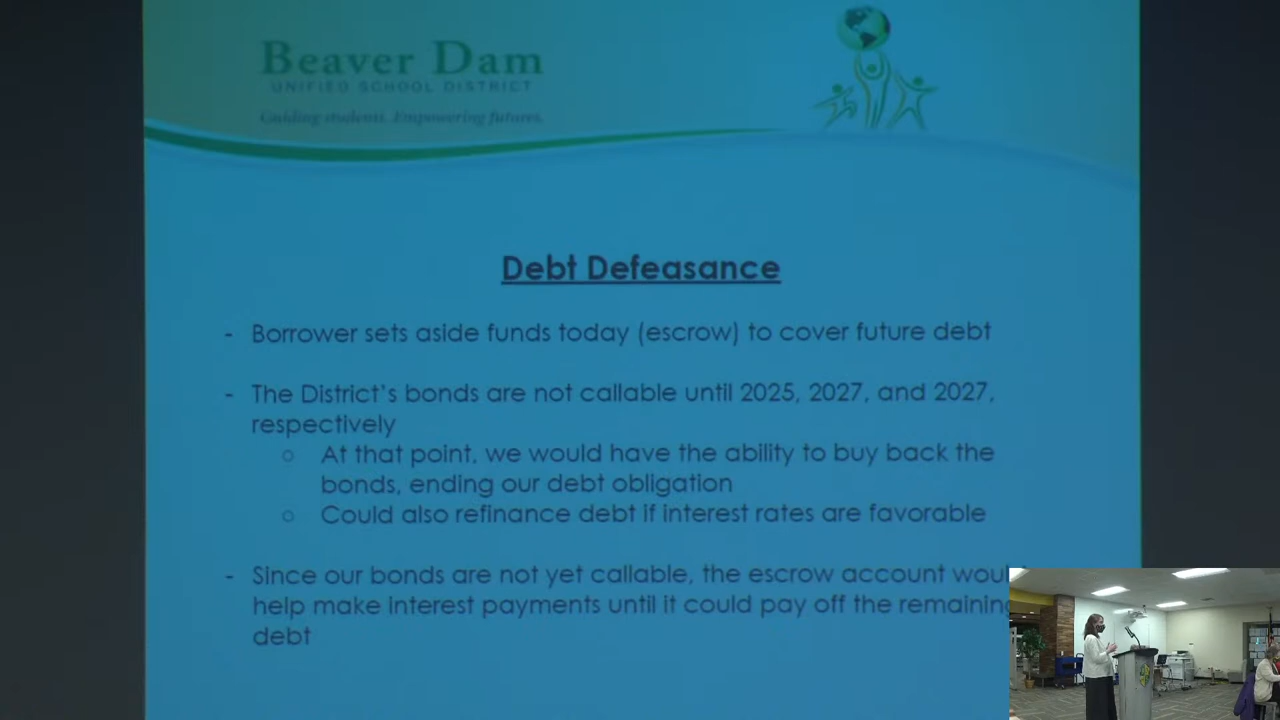 Beaver Dam
UNIFIED SCHOOL DISTRICT
Guiding students. Empowering futures.
Debt Defeasance
- Borrower sets aside funds today (escrow) to cover future debt
- The District's bonds are not callable until 2025, 2027, and 2027,
respectively
○ At that point, we would have the ability to buy back the
bonds, ending our debt obligation
○ Could also refinance debt if interest rates are favorable
- Since our bonds are not yet callable, the escrow account woul
help make interest payments until it could pay off the remaining
debt